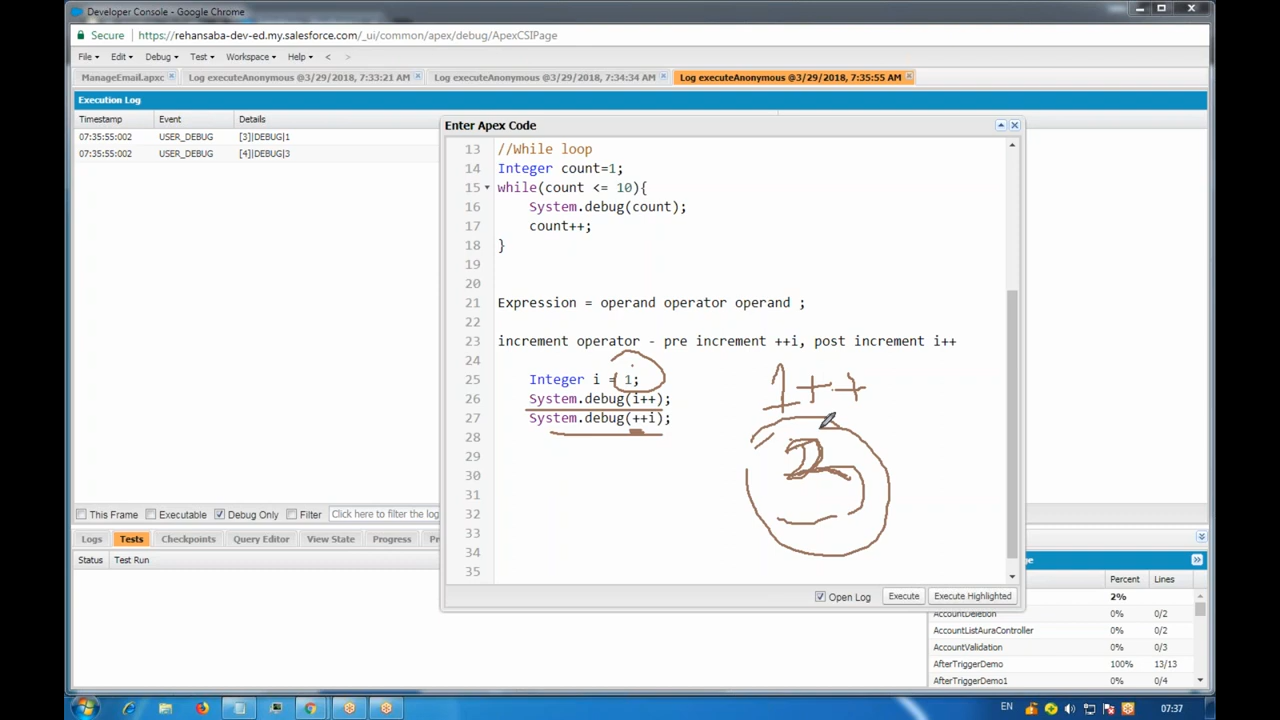 Developer Console - Google Chrome
Secure https://rehansaba-dev-ed.my.salesforce.com/_ui/common/apex/debug/ApexCSIPage
File Edit Debug Test Workspace Help < >
ManageEmail.apxc Log executeAnonymous @3/29/2018, 7:33:21 AM Log executeAnonymous @3/29/2018, 7:34:34 AM Log executeAnonymous @3/29/2018, 7:35:55 AM
Execution Log
Timestamp Event Details
07:35:55:002 USER_DEBUG [3]|DEBUG|1
07:35:55:002 USER_DEBUG [4]|DEBUG|3
Enter Apex Code
13 //While loop
14 Integer count=1;
15 while(count <= 10){
16 System.debug(count);
17 count++;
18 }
19
20
21 Expression = operand operator operand ;
22
23 increment operator - pre increment ++i, post increment i++
24
25 Integer i = 1;
26 System.debug(i++);
27 System.debug(++i);
28
29
30
31
32
33
34
35
1++
2
Open Log Execute Execute Highlighted
This Frame Executable Debug Only Filter Click here to filter the log
Logs Tests Checkpoints Query Editor View State Progress Pr
Status Test Run
Percent Lines
2%
AccountDeletion 0% 0/2
AccountListAuraController 0% 0/2
AccountValidation 0% 0/3
AfterTriggerDemo 100% 13/13
AfterTriggerDemo1 0% 0/4
EN 07:37